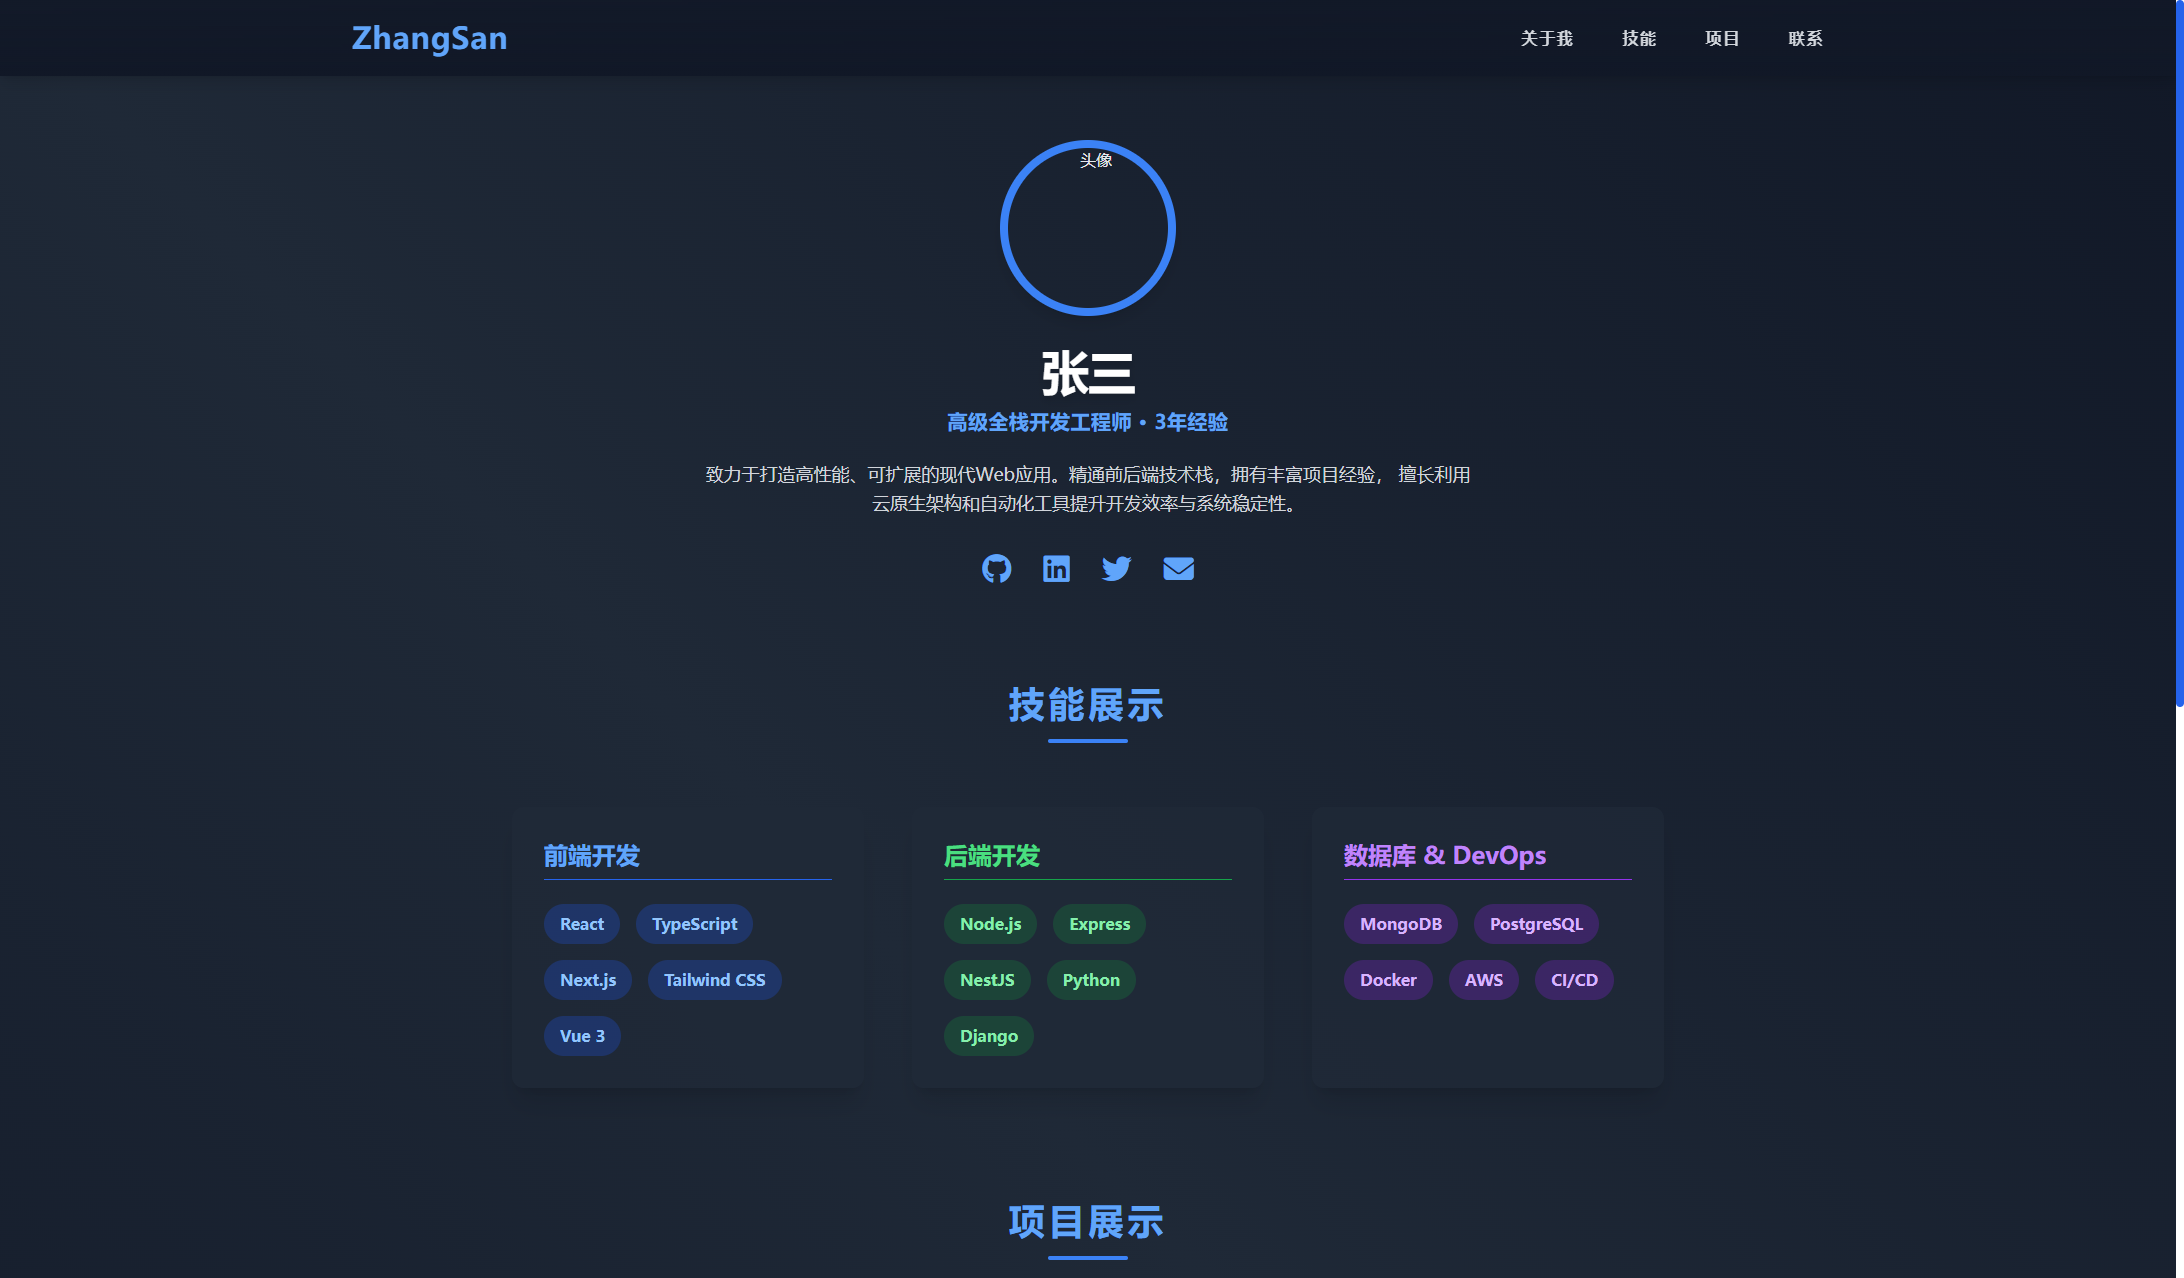 ZhangSan
关于我 技能 项目 联系
头像
张三
高级全栈开发工程师 • 3年经验
致力于打造高性能、可扩展的现代Web应用。精通前后端技术栈，拥有丰富项目经验， 擅长利用
云原生架构和自动化工具提升开发效率与系统稳定性。
技能展示
前端开发
React TypeScript
Next.js Tailwind CSS
Vue 3
后端开发
Node.js Express
NestJS Python
Django
数据库 & DevOps
MongoDB PostgreSQL
Docker AWS CI/CD
项目展示